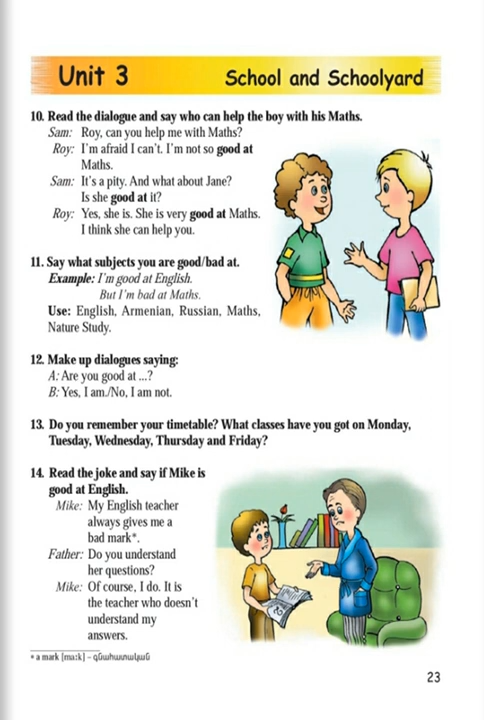 Unit 3
School and Schoolyard
10. Read the dialogue and say who can help the boy with his Maths.
Sam: Roy, can you help me with Maths?
Roy: I'm afraid I can't. I'm not so good at
Maths.
Sam: It's a pity. And what about Jane?
Is she good at it?
Roy: Yes, she is. She is very good at Maths.
I think she can help you.
11. Say what subjects you are good/bad at.
Example: I'm good at English.
But I'm bad at Maths.
Use: English, Armenian, Russian, Maths,
Nature Study.
12. Make up dialogues saying:
A: Are you good at ...?
B: Yes, I am./No, I am not.
13. Do you remember your timetable? What classes have you got on Monday,
Tuesday, Wednesday, Thursday and Friday?
14. Read the joke and say if Mike is
good at English.
Mike: My English teacher
always gives me a
bad mark*.
Father: Do you understand
her questions?
Mike: Of course, I do. It is
the teacher who doesn't
understand my
answers.
* a mark [ma:k] – գնահատական
23